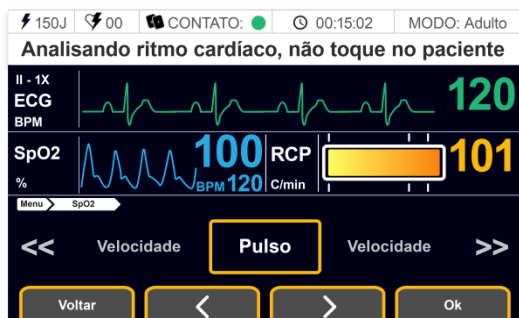 150J 00 CONTATO: 00:15:02 MODO: Adulto
Analisando ritmo cardíaco, não toque no paciente
II - 1X
ECG 120
BPM
SpO2 100 RCP 101
% BPM 120 C/min
Menu SpO2
<< Velocidade Pulso Velocidade >>
Voltar < > Ok